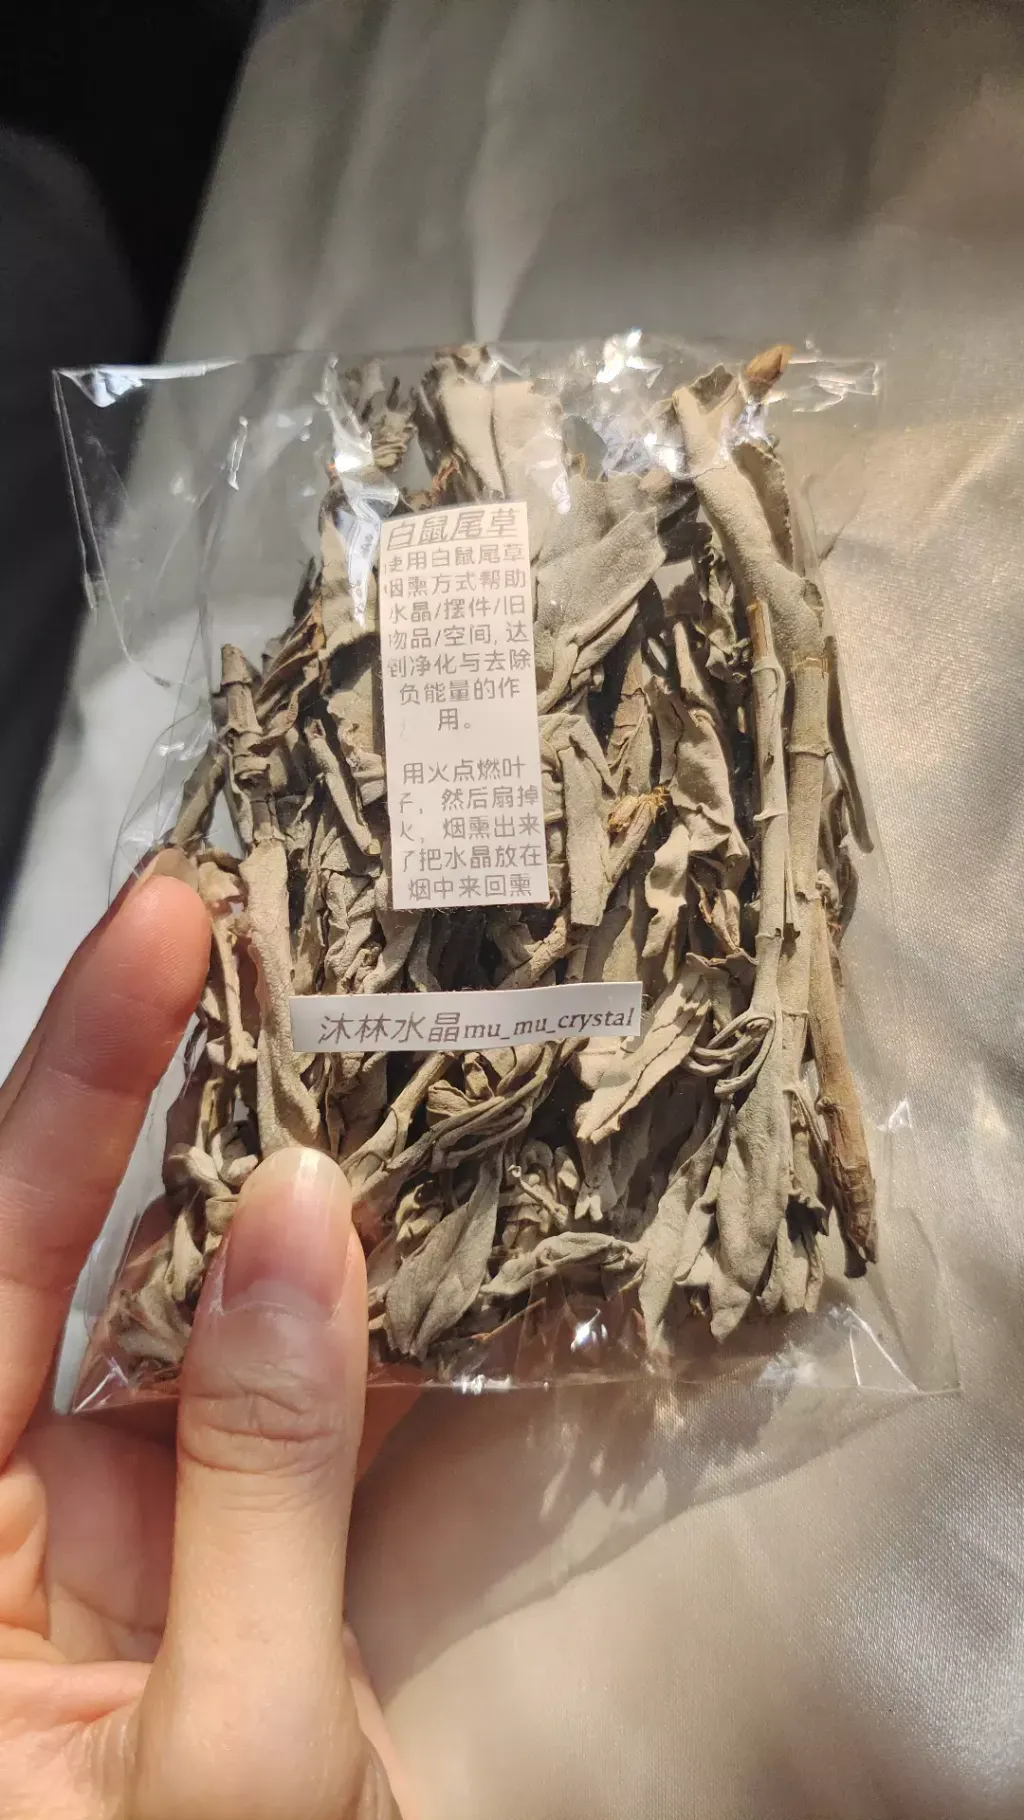 白鼠尾草
使用白鼠尾草
烟熏方式帮助
水晶/摆件/旧
物品/空间,达
到净化与去除
负能量的作
用。
用火点燃叶
子,然后扇掉
火,烟熏出来
了把水晶放在
烟中来回熏
沐林水晶mu_mu_crystal